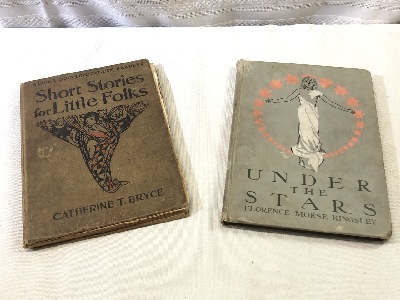 Short Stories
for Little Folks
CATHERINE T. BRYCE
UNDER
THE
STARS
FLORENCE MORSE KINGSLEY